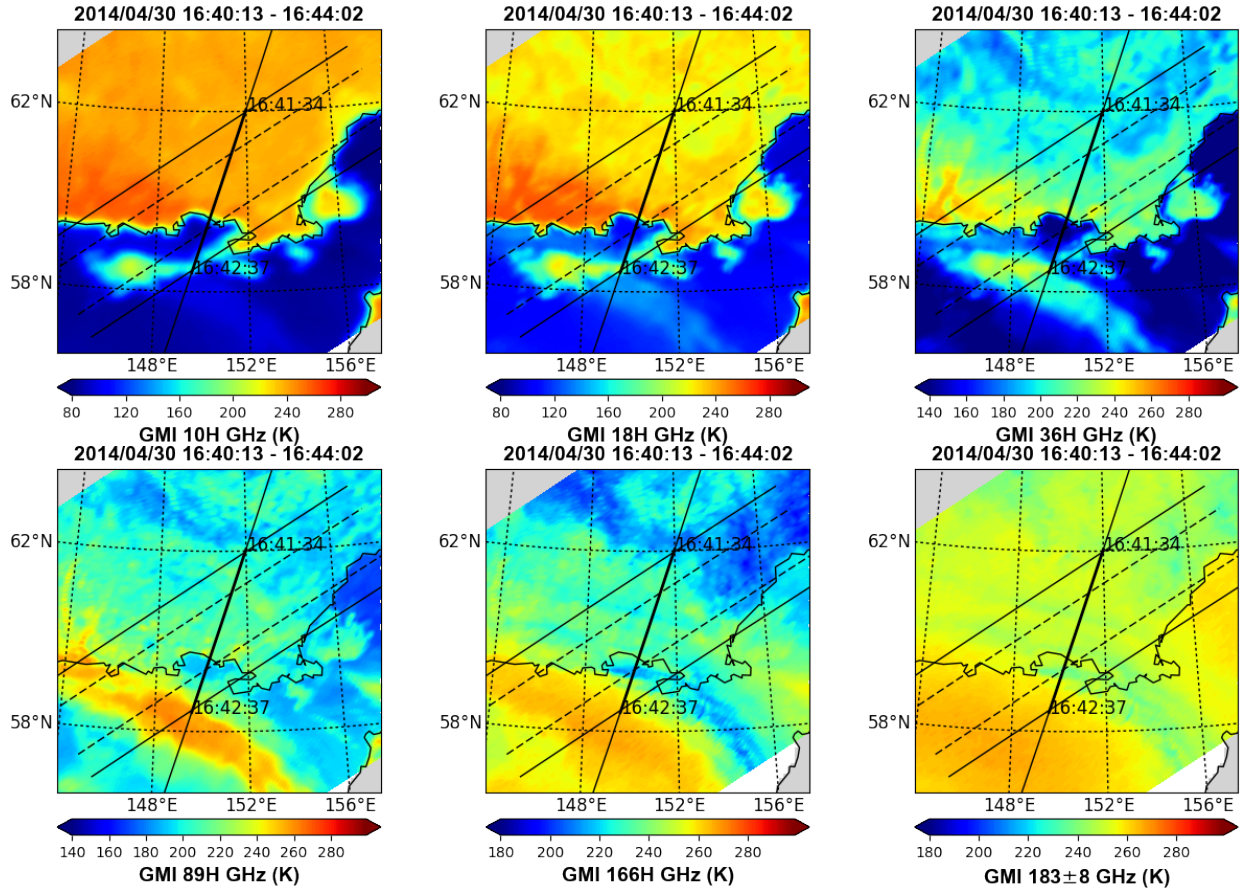 2014/04/30 16:40:13 - 16:44:02
2014/04/30 16:40:13 - 16:44:02
2014/04/30 16:40:13 - 16:44:02
62°N
16:41:34
62°N
16:41:34
62°N
16:41:34
58°N
16:42:37
58°N
16:42:37
58°N
16:42:37
148°E 152°E 156°E
148°E 152°E 156°E
148°E 152°E 156°E
80 120 160 200 240 280
80 120 160 200 240 280
140 160 180 200 220 240 260 280
GMI 10H GHz (K)
GMI 18H GHz (K)
GMI 36H GHz (K)
2014/04/30 16:40:13 - 16:44:02
2014/04/30 16:40:13 - 16:44:02
2014/04/30 16:40:13 - 16:44:02
62°N
16:41:34
62°N
16:41:34
62°N
16:41:34
58°N
16:42:37
58°N
16:42:37
58°N
16:42:37
148°E 152°E 156°E
148°E 152°E 156°E
148°E 152°E 156°E
140 160 180 200 220 240 260 280
180 200 220 240 260 280
180 200 220 240 260 280
GMI 89H GHz (K)
GMI 166H GHz (K)
GMI 183±8 GHz (K)